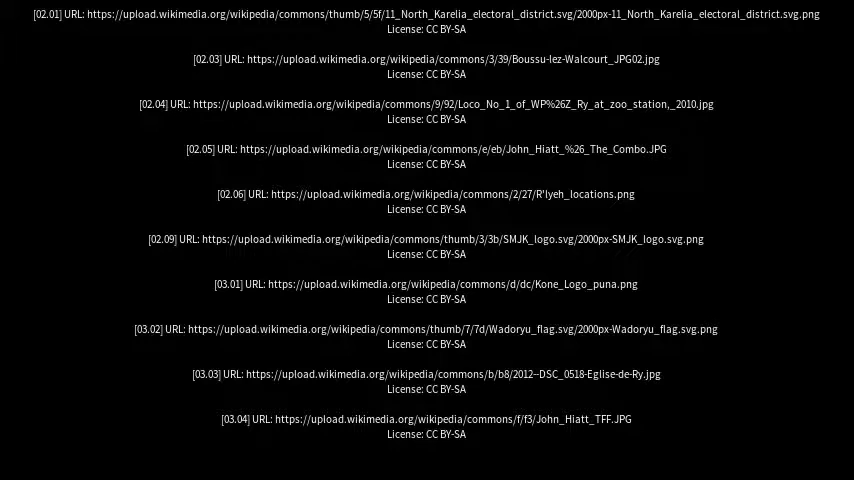 [02.01] URL: https://upload.wikimedia.org/wikipedia/commons/thumb/5/5f/11_North_Karelia_electoral_district.svg/2000px-11_North_Karelia_electoral_district.svg.png
License: CC BY-SA
[02.03] URL: https://upload.wikimedia.org/wikipedia/commons/3/39/Boussu-lez-Walcourt_JPG02.jpg
License: CC BY-SA
[02.04] URL: https://upload.wikimedia.org/wikipedia/commons/9/92/Loco_No_1_of_WP%26Z_Ry_at_zoo_station,_2010.jpg
License: CC BY-SA
[02.05] URL: https://upload.wikimedia.org/wikipedia/commons/e/eb/John_Hiatt_%26_The_Combo.JPG
License: CC BY-SA
[02.06] URL: https://upload.wikimedia.org/wikipedia/commons/2/27/R'lyeh_locations.png
License: CC BY-SA
[02.09] URL: https://upload.wikimedia.org/wikipedia/commons/thumb/3/3b/SMJK_logo.svg/2000px-SMJK_logo.svg.png
License: CC BY-SA
[03.01] URL: https://upload.wikimedia.org/wikipedia/commons/d/dc/Kone_Logo_puna.png
License: CC BY-SA
[03.02] URL: https://upload.wikimedia.org/wikipedia/commons/thumb/7/7d/Wadoryu_flag.svg/2000px-Wadoryu_flag.svg.png
License: CC BY-SA
[03.03] URL: https://upload.wikimedia.org/wikipedia/commons/b/b8/2012--DSC_0518-Eglise-de-Ry.jpg
License: CC BY-SA
[03.04] URL: https://upload.wikimedia.org/wikipedia/commons/f/f3/John_Hiatt_TFF.JPG
License: CC BY-SA